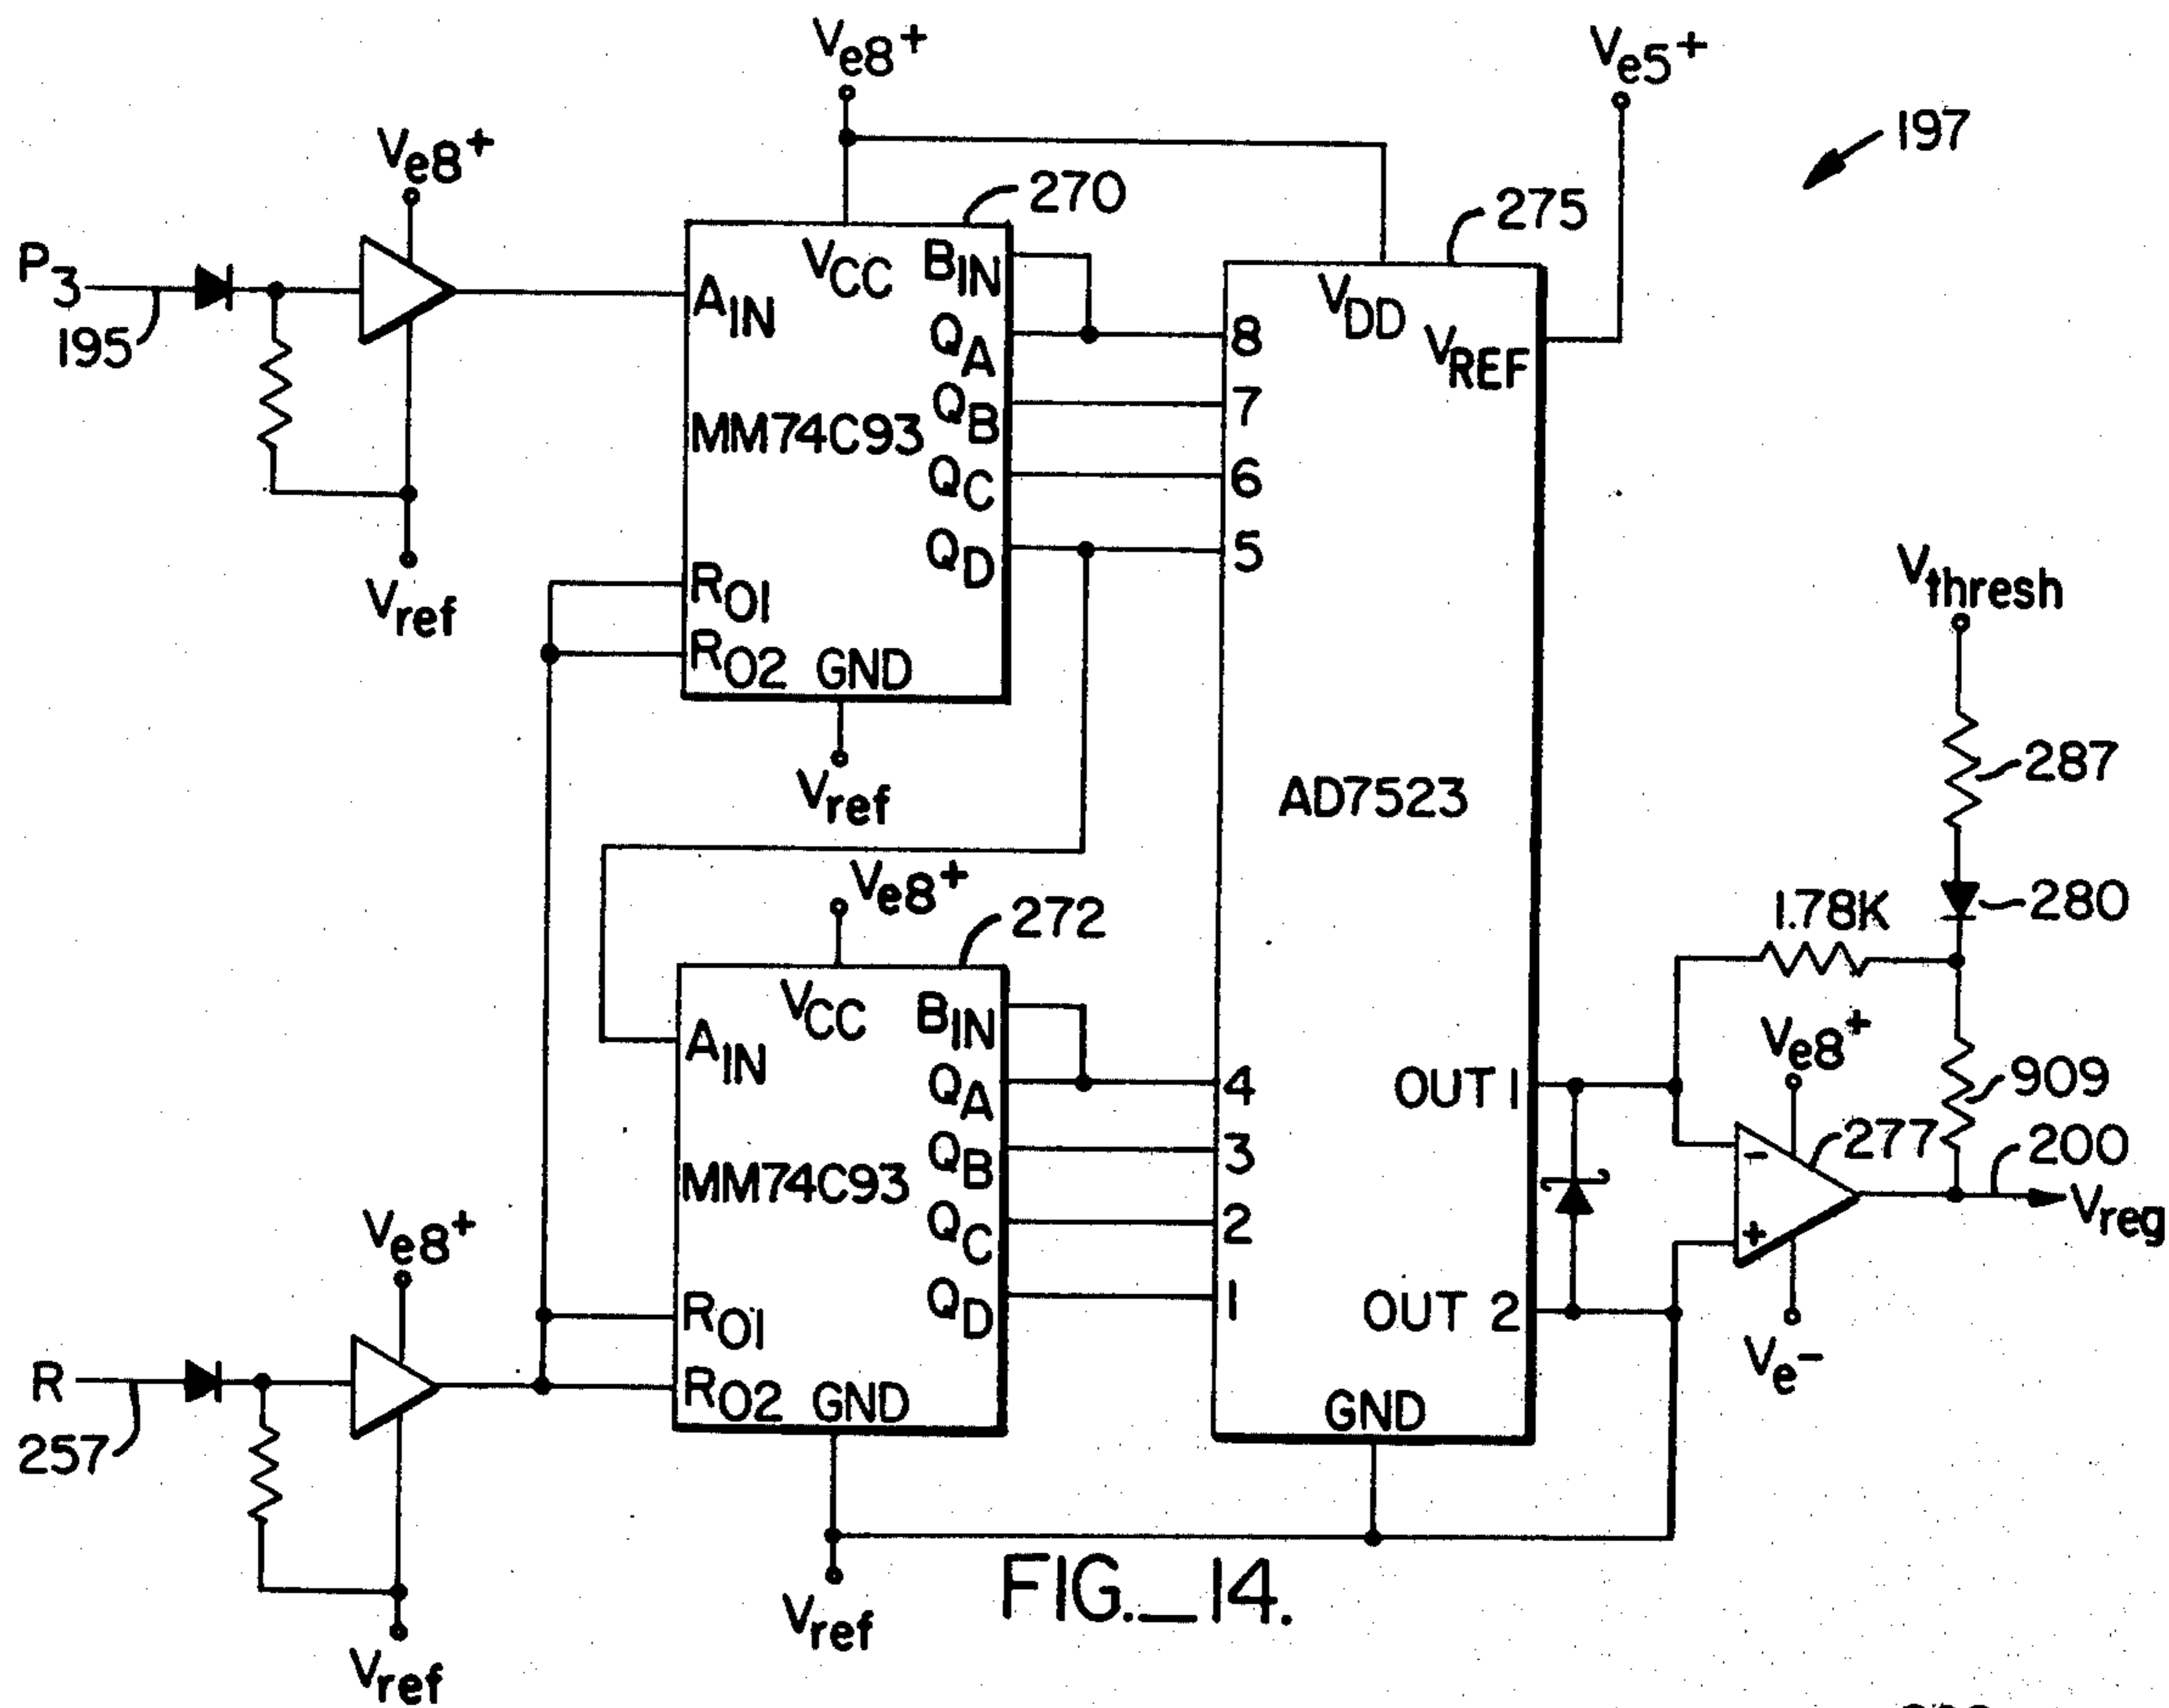 Ve8+
Ve5+
197
Ve8+
270
275
P3
195
AIN
VCC
BIN
QA
MM74C93
QB
QC
QD
RO1
RO2
GND
Vref
Vref
8
7
6
5
VDD
VREF
AD7523
Vthresh
287
280
1.78K
Ve8+
272
AIN
VCC
BIN
QA
MM74C93
QB
QC
QD
RO1
RO2
GND
4
3
2
1
OUT 1
OUT 2
GND
Ve8+
909
277
200
-
+
Vreg
Ve-
Ve8+
R
257
Vref
Vref
FIG._14.